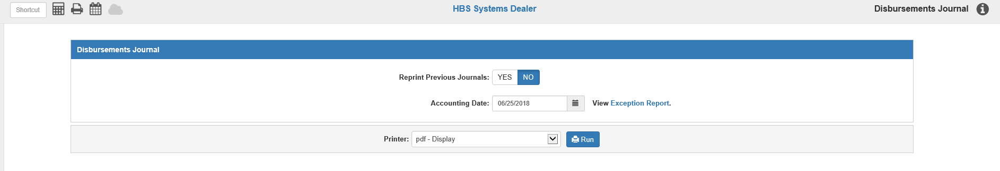 Shortcut
HBS Systems Dealer
Disbursements Journal
Disbursements Journal
Reprint Previous Journals: YES NO
Accounting Date: 06/25/2018 View Exception Report.
Printer: pdf - Display Run